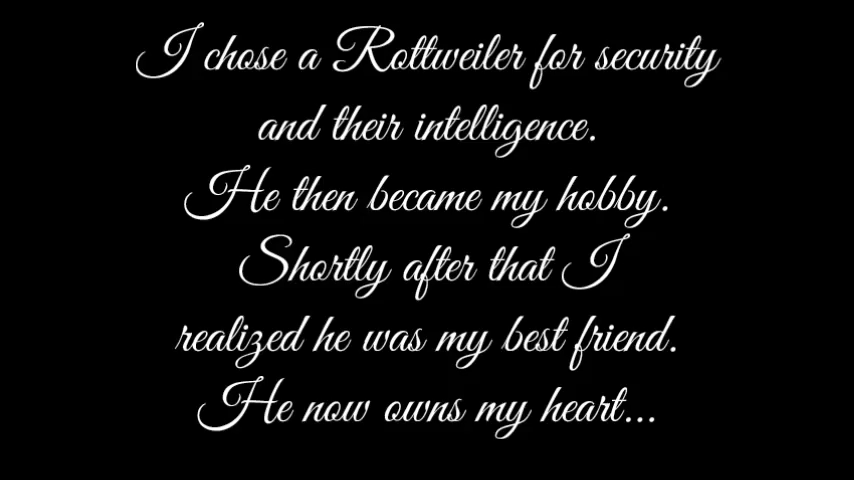 I chose a Rottweiler for security
and their intelligence.
He then became my hobby.
Shortly after that I
realized he was my best friend.
He now owns my heart...